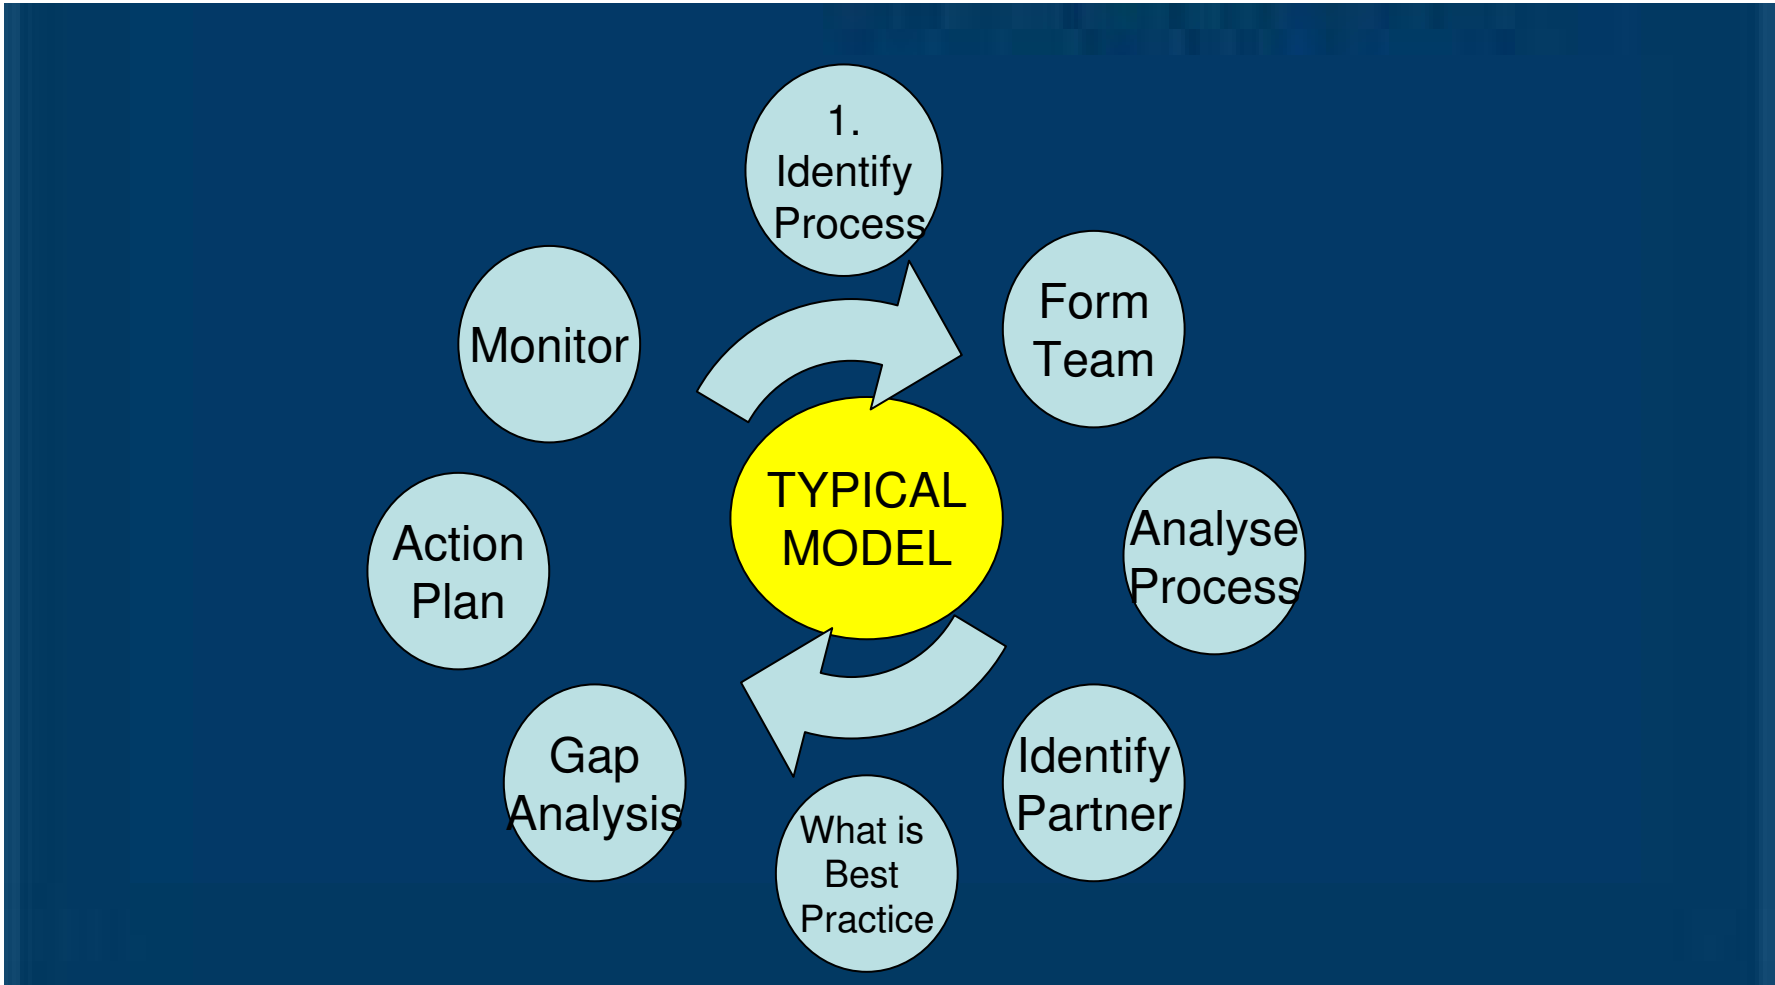 1.
Identify
Process
Form
Team
Analyse
Process
Identify
Partner
What is
Best
Practice
Gap
Analysis
Action
Plan
Monitor
TYPICAL
MODEL